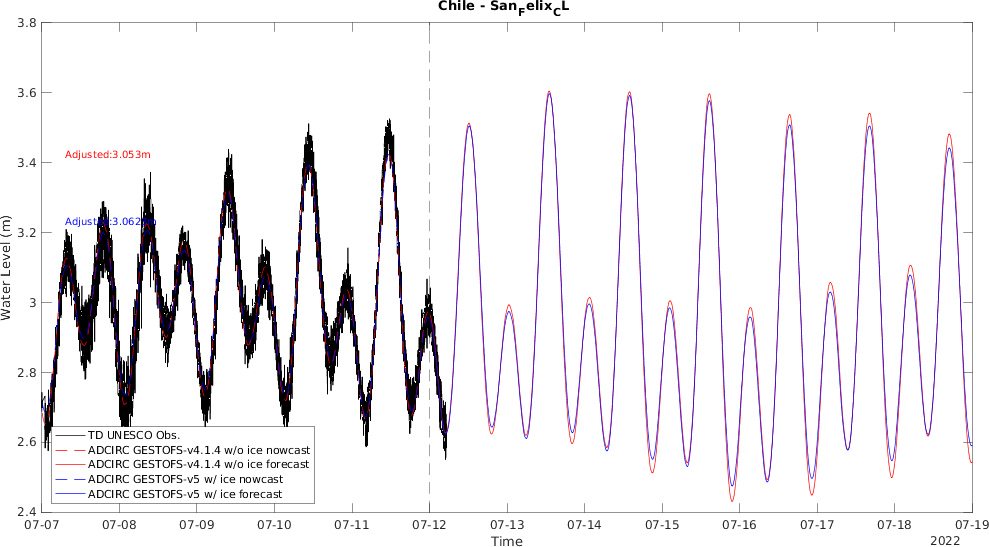 Chile - SanFelixCL
3.8
3.6
3.4
3.2
3
2.8
2.6
2.4
Water Level (m)
Adjusted:3.053m
Adjusted:3.062m
TD UNESCO Obs.
ADCIRC GESTOFS-v4.1.4 w/o ice nowcast
ADCIRC GESTOFS-v4.1.4 w/o ice forecast
ADCIRC GESTOFS-v5 w/ ice nowcast
ADCIRC GESTOFS-v5 w/ ice forecast
07-07 07-08 07-09 07-10 07-11 07-12 07-13 07-14 07-15 07-16 07-17 07-18 07-19
Time
2022